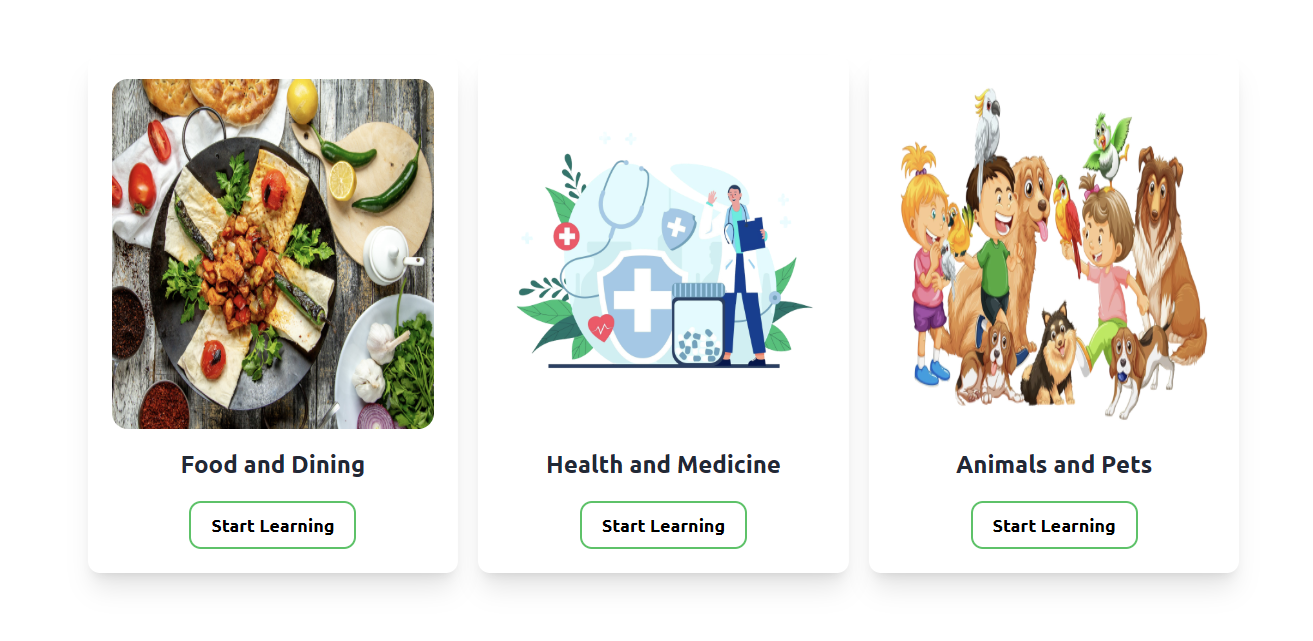 Food and Dining
Start Learning
Health and Medicine
Start Learning
Animals and Pets
Start Learning